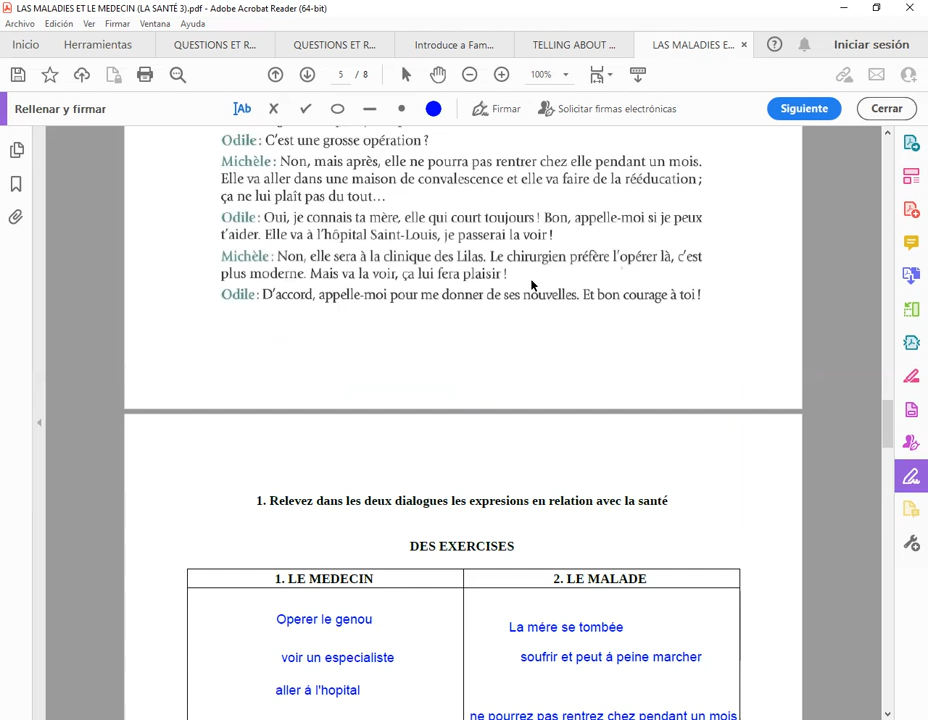 LAS MALADIES ET LE MEDECIN (LA SANTÉ 3).pdf - Adobe Acrobat Reader (64-bit)
Archivo Edición Ver Firmar Ventana Ayuda
Inicio Herramientas QUESTIONS ET R... QUESTIONS ET R... Introduce a Fam... TELLING ABOUT ... LAS MALADIES E... × Iniciar sesión
5 / 8 100%
Rellenar y firmar Ab Firmar Solicitar firmas electrónicas Siguiente Cerrar
Odile : C'est une grosse opération ?
Michèle : Non, mais après, elle ne pourra pas rentrer chez elle pendant un mois.
Elle va aller dans une maison de convalescence et elle va faire de la rééducation ;
ça ne lui plaît pas du tout...
Odile : Oui, je connais ta mère, elle qui court toujours ! Bon, appelle-moi si je peux
t'aider. Elle va à l'hôpital Saint-Louis, je passerai la voir !
Michèle : Non, elle sera à la clinique des Lilas. Le chirurgien préfère l'opérer là, c'est
plus moderne. Mais va la voir, ça lui fera plaisir !
Odile : D'accord, appelle-moi pour me donner de ses nouvelles. Et bon courage à toi !
1. Relevez dans les deux dialogues les expresions en relation avec la santé
DES EXERCISES
1. LE MEDECIN 2. LE MALADE
Operer le genou
La mére se tombée
voir un especialiste
soufrir et peut á peine marcher
aller á l'hopital
ne pourrez pas rentrez chez pendant un mois